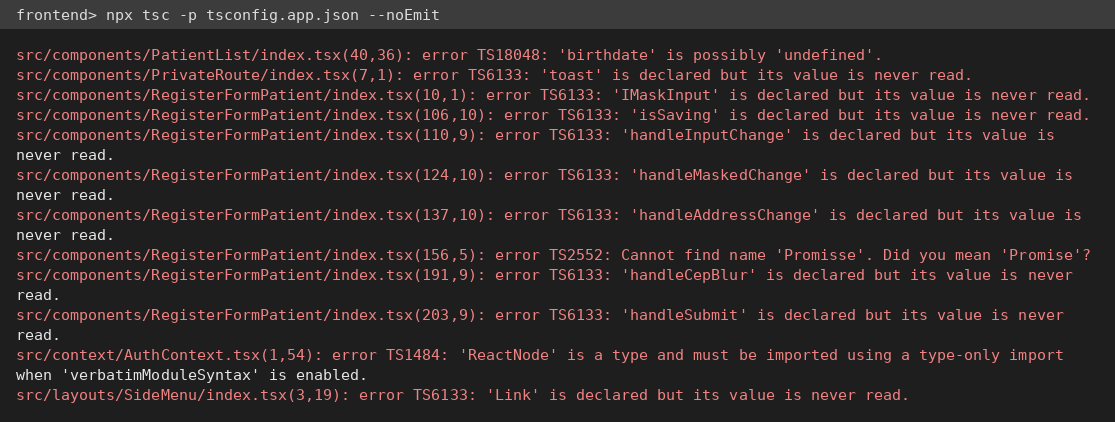 frontend> npx tsc -p tsconfig.app.json --noEmit
src/components/PatientList/index.tsx(40,36): error TS18048: 'birthdate' is possibly 'undefined'.
src/components/PrivateRoute/index.tsx(7,1): error TS6133: 'toast' is declared but its value is never read.
src/components/RegisterFormPatient/index.tsx(10,1): error TS6133: 'IMaskInput' is declared but its value is never read.
src/components/RegisterFormPatient/index.tsx(106,10): error TS6133: 'isSaving' is declared but its value is never read.
src/components/RegisterFormPatient/index.tsx(110,9): error TS6133: 'handleInputChange' is declared but its value is
never read.
src/components/RegisterFormPatient/index.tsx(124,10): error TS6133: 'handleMaskedChange' is declared but its value is
never read.
src/components/RegisterFormPatient/index.tsx(137,10): error TS6133: 'handleAddressChange' is declared but its value is
never read.
src/components/RegisterFormPatient/index.tsx(156,5): error TS2552: Cannot find name 'Promisse'. Did you mean 'Promise'?
src/components/RegisterFormPatient/index.tsx(191,9): error TS6133: 'handleCepBlur' is declared but its value is never
read.
src/components/RegisterFormPatient/index.tsx(203,9): error TS6133: 'handleSubmit' is declared but its value is never
read.
src/context/AuthContext.tsx(1,54): error TS1484: 'ReactNode' is a type and must be imported using a type-only import
when 'verbatimModuleSyntax' is enabled.
src/layouts/SideMenu/index.tsx(3,19): error TS6133: 'Link' is declared but its value is never read.